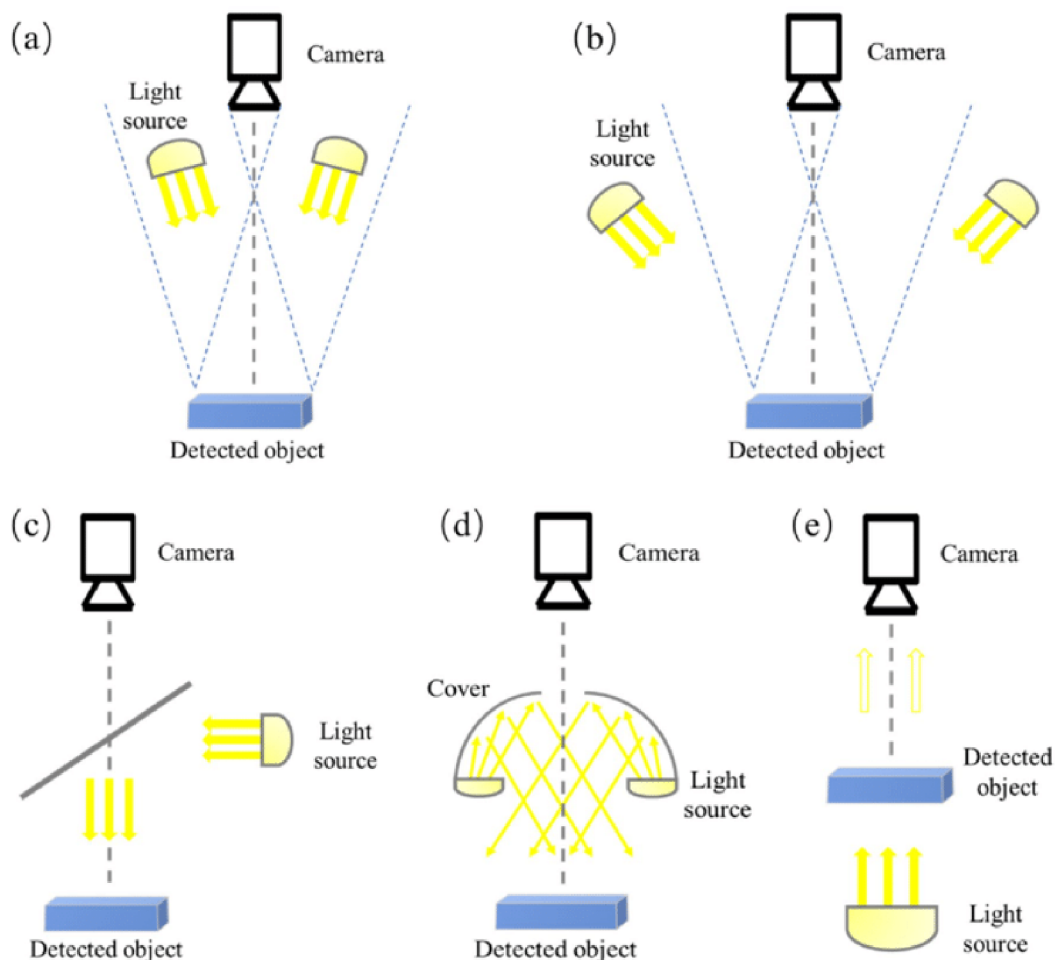 (a)
Camera
Light
source
Detected object
(b)
Camera
Light
source
Detected object
(c)
Camera
Light
source
Detected object
(d)
Camera
Cover
Light
source
Detected object
(e)
Camera
Detected
object
Light
source